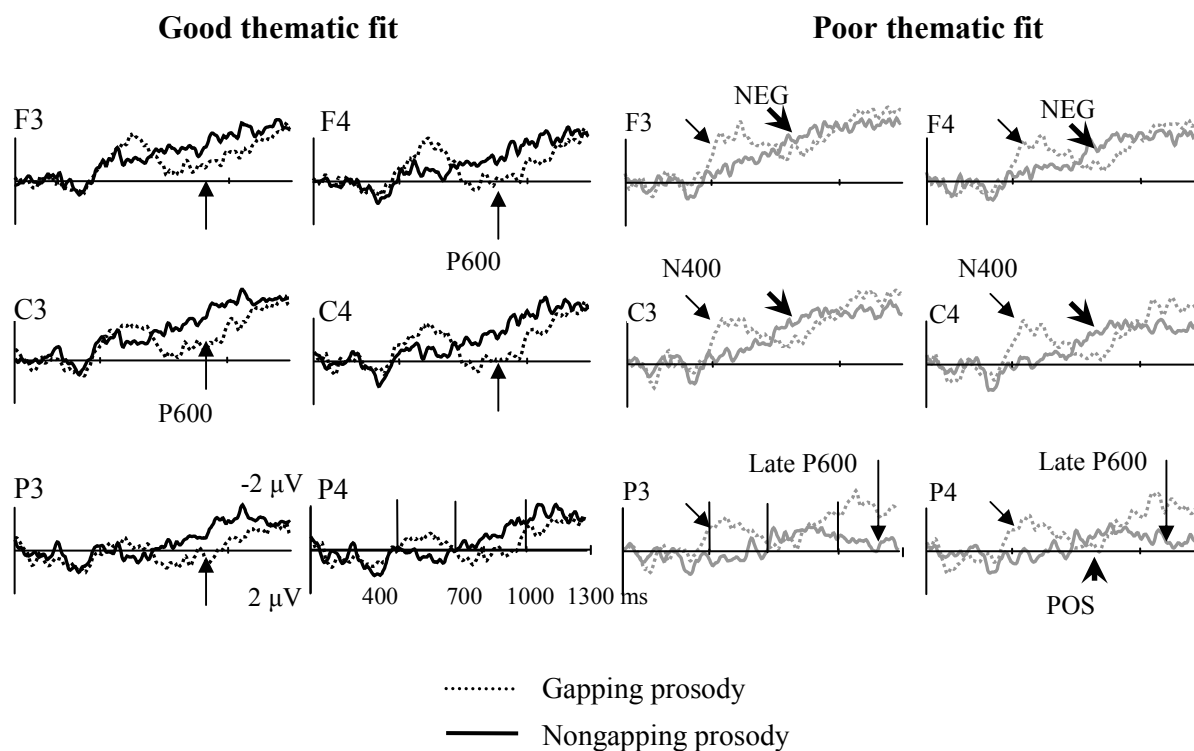 Good thematic fit
Poor thematic fit
F3
F4
P600
F3
NEG
F4
NEG
C3
P600
C4
N400
C3
N400
C4
P3
-2 μV
2 μV
P4
400 700 1000 1300 ms
Late P600
P3
Late P600
P4
POS
Gapping prosody
Nongapping prosody